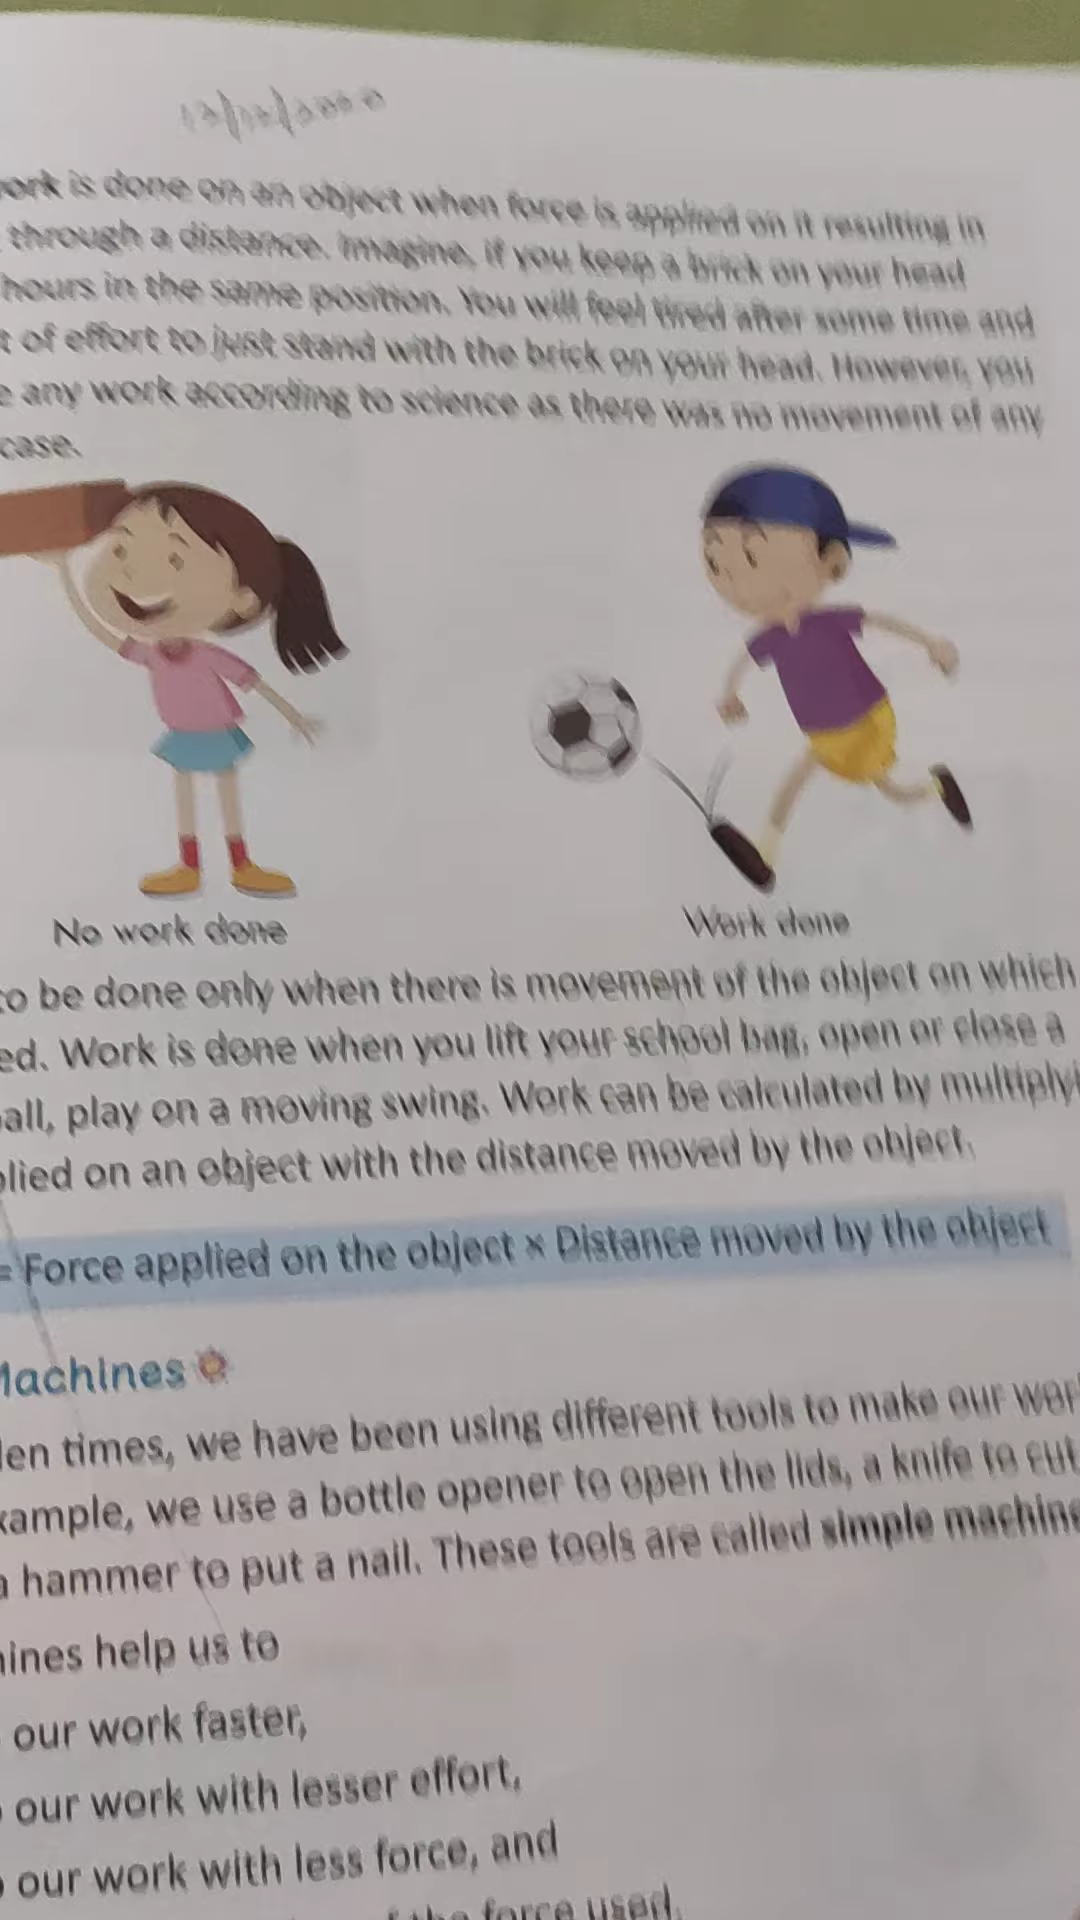 work is done on an object when force is applied on it resulting in
through a distance. Imagine, if you keep a brick on your head
hours in the same position. You will feel tired after some time and
t of effort to just stand with the brick on your head. However, you
e any work according to science as there was no movement of any
case.
No work done
Work done
to be done only when there is movement of the object on which
ed. Work is done when you lift your school bag, open or close a
ball, play on a moving swing. Work can be calculated by multiplyi
plied on an object with the distance moved by the object.
= Force applied on the object × Distance moved by the object
Machines
den times, we have been using different tools to make our wor
xample, we use a bottle opener to open the lids, a knife to cut
a hammer to put a nail. These tools are called simple machine
hines help us to
our work faster,
o our work with lesser effort,
o our work with less force, and
the force used.